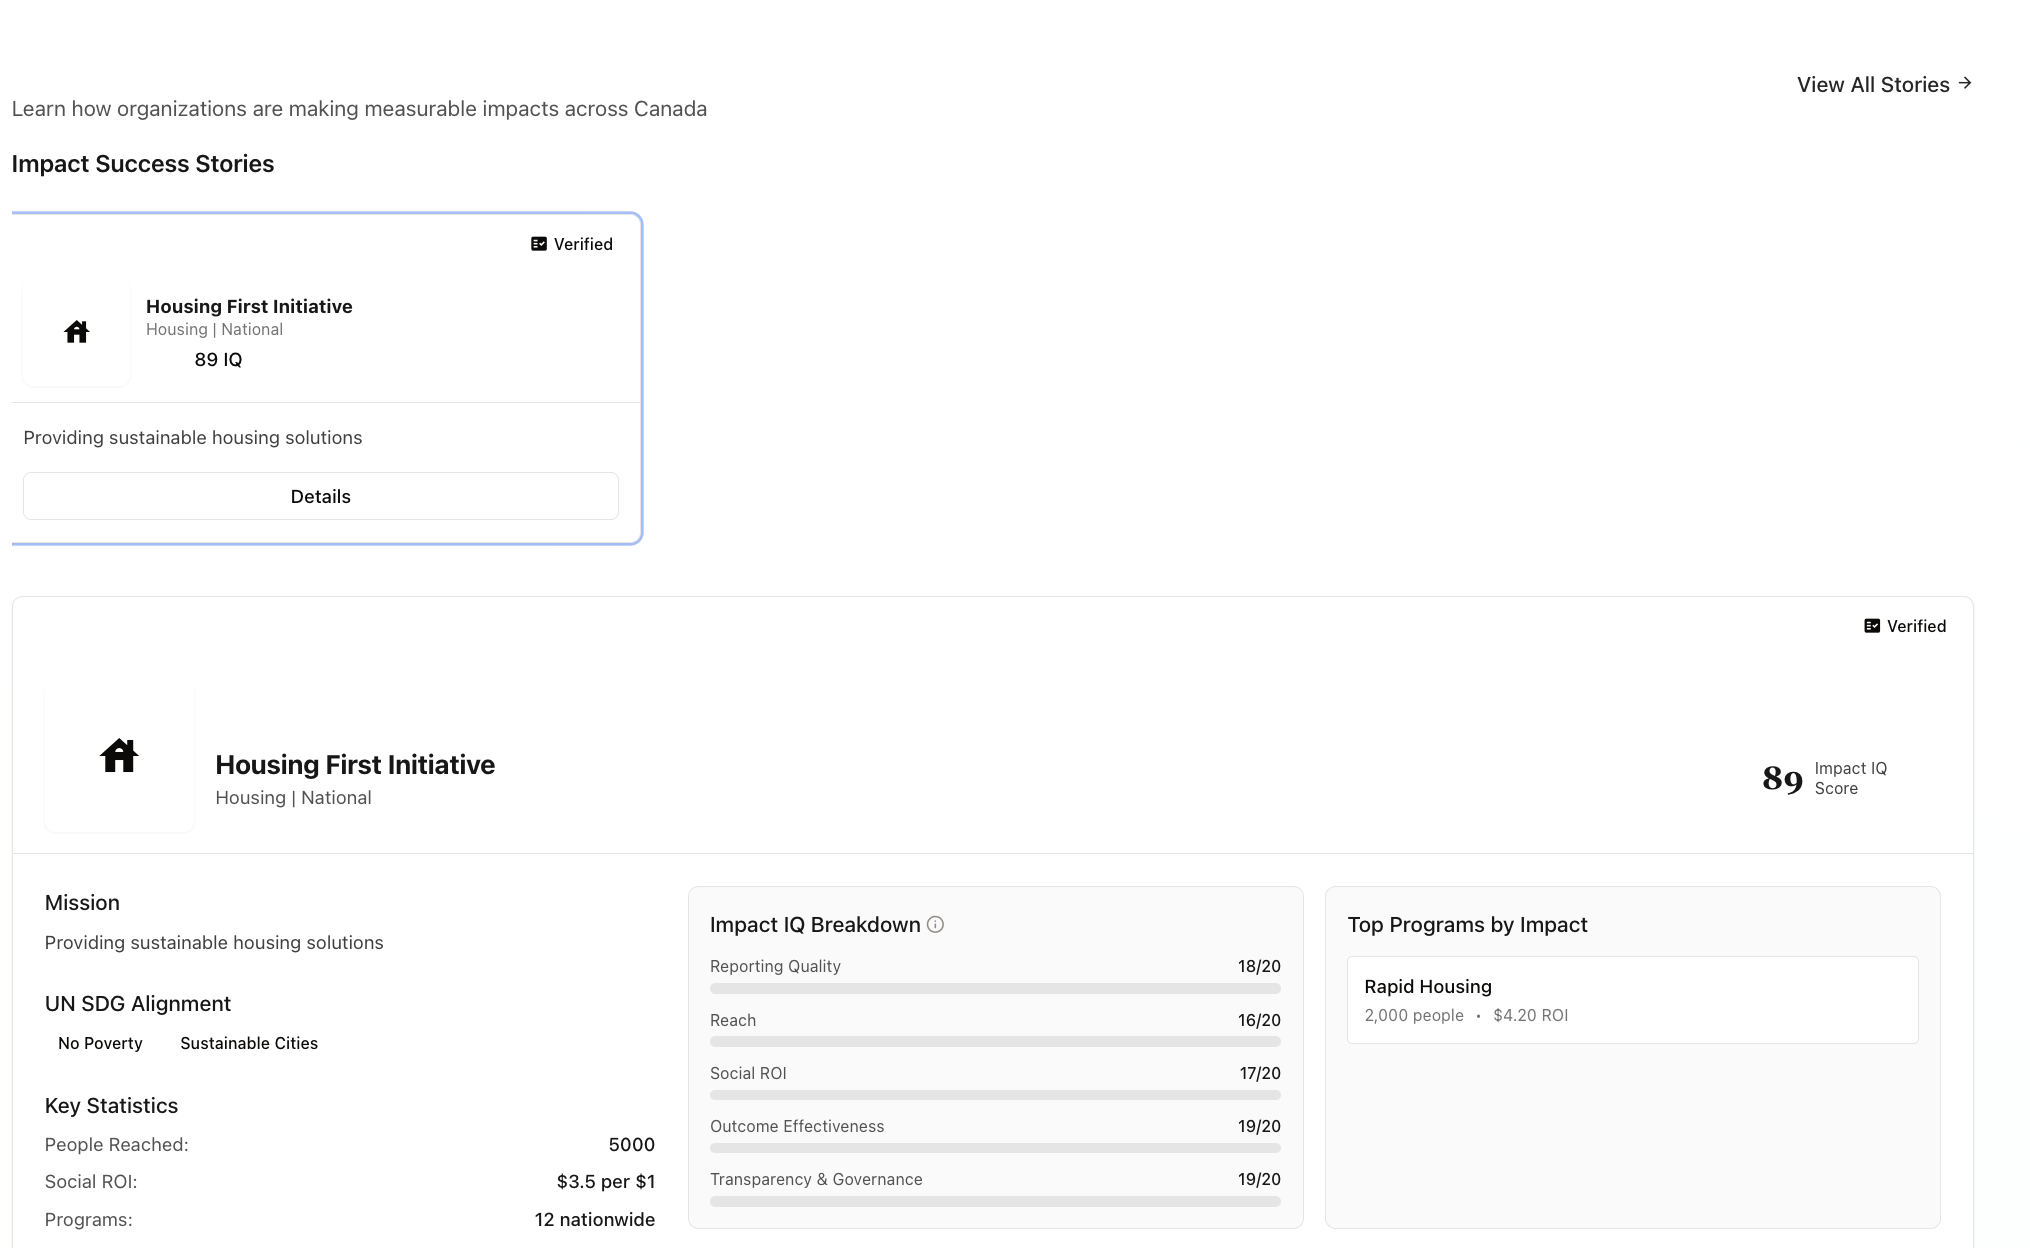 View All Stories →
Learn how organizations are making measurable impacts across Canada
Impact Success Stories
Verified
Housing First Initiative
Housing | National
89 IQ
Providing sustainable housing solutions
Details
Verified
Housing First Initiative
Housing | National
89 Impact IQ
Score
Mission
Providing sustainable housing solutions
UN SDG Alignment
No Poverty Sustainable Cities
Key Statistics
People Reached: 5000
Social ROI: $3.5 per $1
Programs: 12 nationwide
Impact IQ Breakdown
Reporting Quality 18/20
Reach 16/20
Social ROI 17/20
Outcome Effectiveness 19/20
Transparency & Governance 19/20
Top Programs by Impact
Rapid Housing
2,000 people • $4.20 ROI